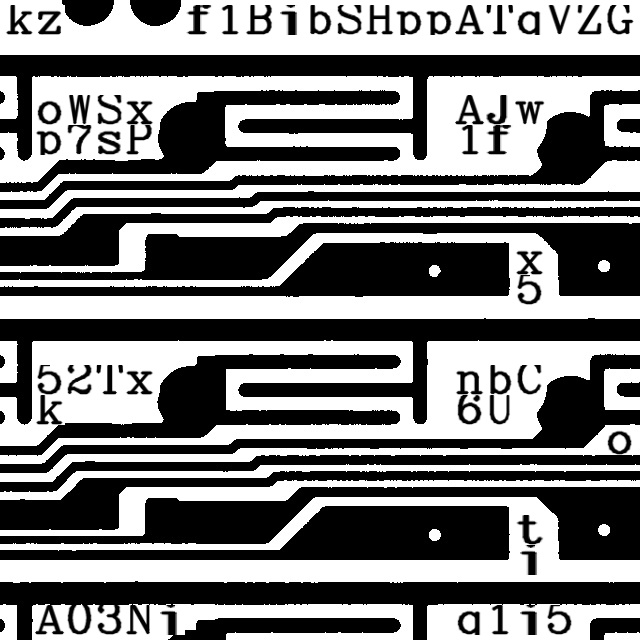 kz f1BibSHppATqVZG
oWSx
p7sP
AJw
1f
x
5
52Tx
k
nbC
6U
o
t
i
A03Ni
q1i5